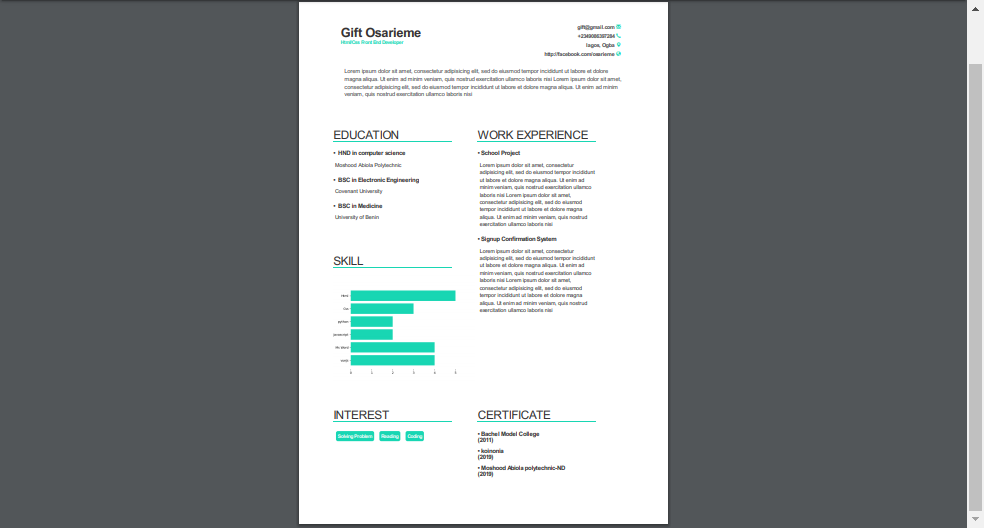 Gift Osarieme
Html/Css Front End Developer
gift@gmail.com
+2349086387284
lagos, Ogba
http://facebook.com/osarieme
Lorem ipsum dolor sit amet, consectetur adipisicing elit, sed do eiusmod tempor incididunt ut labore et dolore
magna aliqua. Ut enim ad minim veniam, quis nostrud exercitation ullamco laboris nisi Lorem ipsum dolor sit amet,
consectetur adipisicing elit, sed do eiusmod tempor incididunt ut labore et dolore magna aliqua. Ut enim ad minim
veniam, quis nostrud exercitation ullamco laboris nisi
EDUCATION
• HND in computer science
Moshood Abiola Polytechnic
• BSC in Electronic Engineering
Covenant University
• BSC in Medicine
University of Benin
SKILL
Html
Css
python
javascript
Ms Word
0 1 2 3 4 5
INTEREST
Solving Problem Reading Coding
WORK EXPERIENCE
• School Project
Lorem ipsum dolor sit amet, consectetur
adipisicing elit, sed do eiusmod tempor incididunt
ut labore et dolore magna aliqua. Ut enim ad
minim veniam, quis nostrud exercitation ullamco
laboris nisi Lorem ipsum dolor sit amet,
consectetur adipisicing elit, sed do eiusmod
tempor incididunt ut labore et dolore magna
aliqua. Ut enim ad minim veniam, quis nostrud
exercitation ullamco laboris nisi
• Signup Confirmation System
Lorem ipsum dolor sit amet, consectetur
adipisicing elit, sed do eiusmod tempor incididunt
ut labore et dolore magna aliqua. Ut enim ad
minim veniam, quis nostrud exercitation ullamco
laboris nisi Lorem ipsum dolor sit amet,
consectetur adipisicing elit, sed do eiusmod
tempor incididunt ut labore et dolore magna
aliqua. Ut enim ad minim veniam, quis nostrud
exercitation ullamco laboris nisi
CERTIFICATE
• Bachel Model College
(2011)
• koinonia
(2019)
• Moshood Abiola polytechnic-ND
(2019)